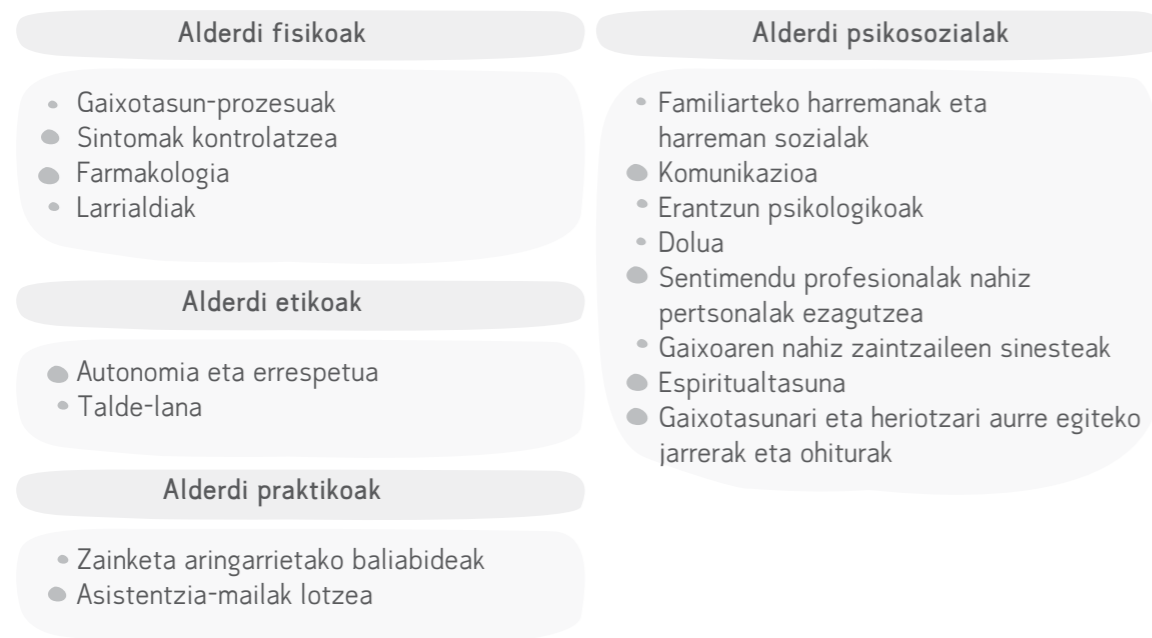 Alderdi fisikoak
Gaixotasun-prozesuak
Sintomak kontrolatzea
Farmakologia
Larrialdiak
Alderdi etikoak
Autonomia eta errespetua
Talde-lana
Alderdi praktikoak
Zainketa aringarrietako baliabideak
Asistentzia-mailak lotzea
Alderdi psikosozialak
Familiarteko harremanak eta
harreman sozialak
Komunikazioa
Erantzun psikologikoak
Dolua
Sentimendu profesionalak nahiz
pertsonalak ezagutzea
Gaixoaren nahiz zaintzaileen sinesteak
Espiritualtasuna
Gaixotasunari eta heriotzari aurre egiteko
jarrerak eta ohiturak